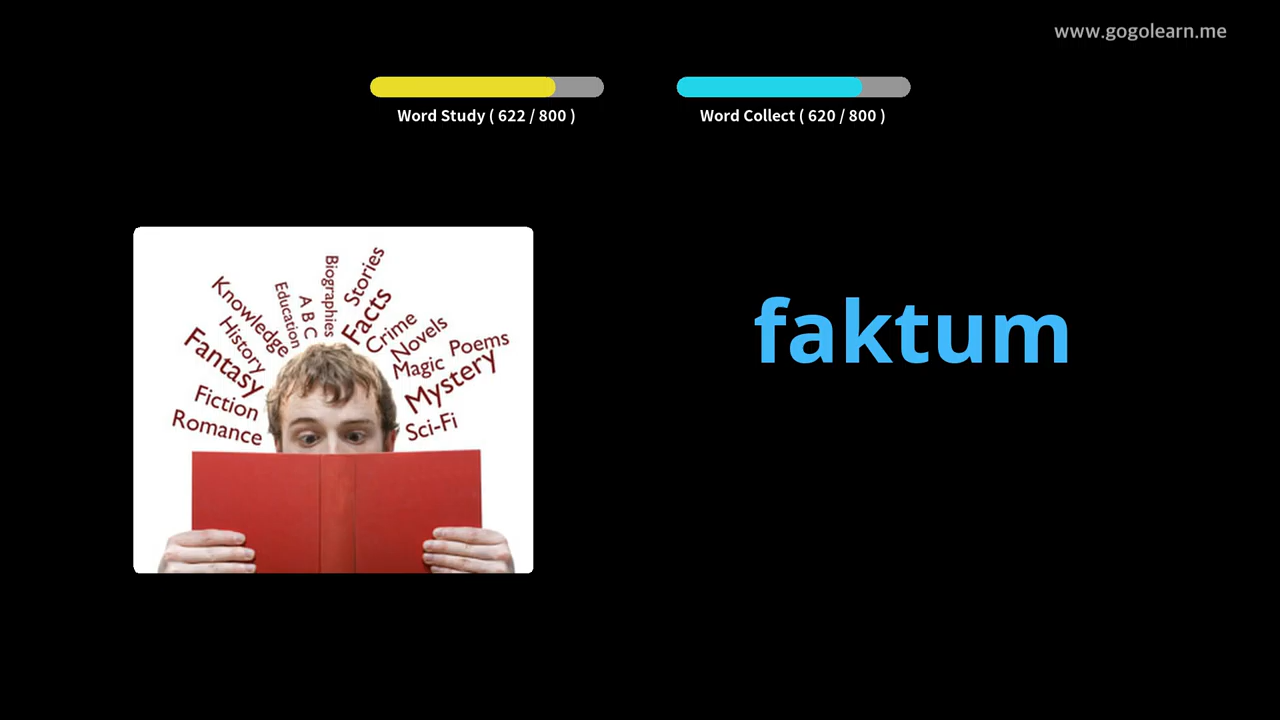 www.gogolearn.me
Word Study ( 622 / 800 )
Word Collect ( 620 / 800 )
faktum
Romance
Fiction
Fantasy
History
Knowledge
Education
A B C
Biographies
Stories
Facts
Crime
Novels
Magic
Poems
Mystery
Sci-Fi